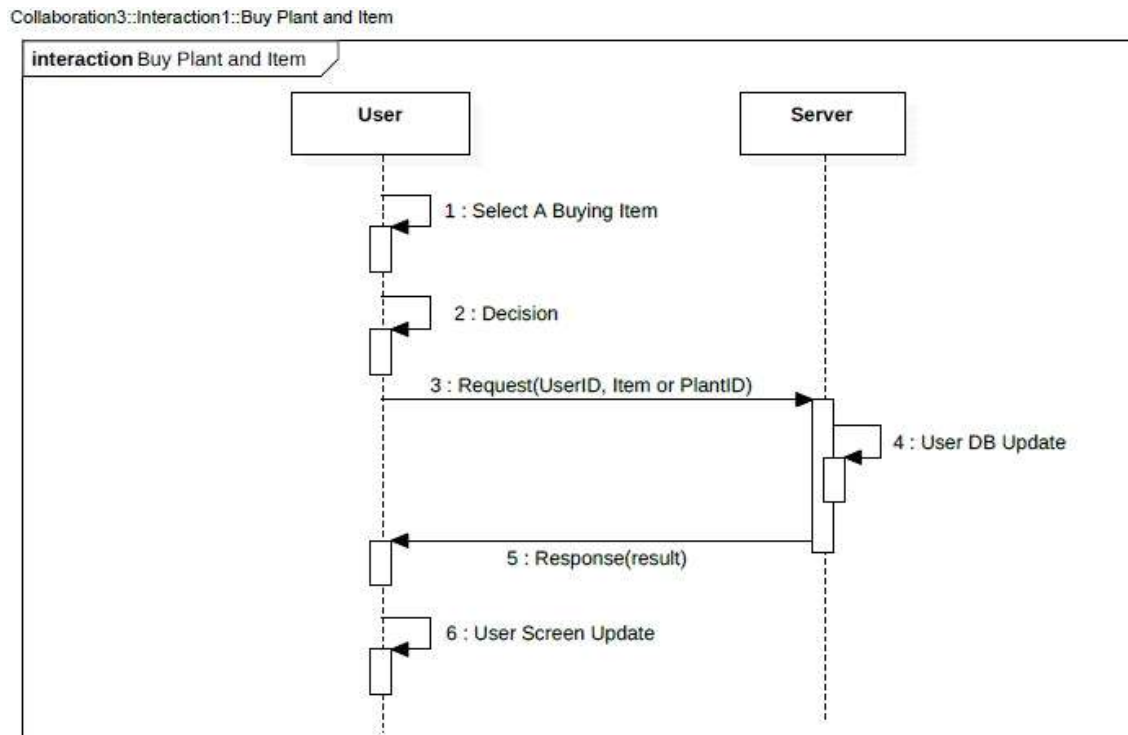 Collaboration3::Interaction1::Buy Plant and Item
interaction Buy Plant and Item
User
Server
1 : Select A Buying Item
2 : Decision
3 : Request(UserID, Item or PlantID)
4 : User DB Update
5 : Response(result)
6 : User Screen Update